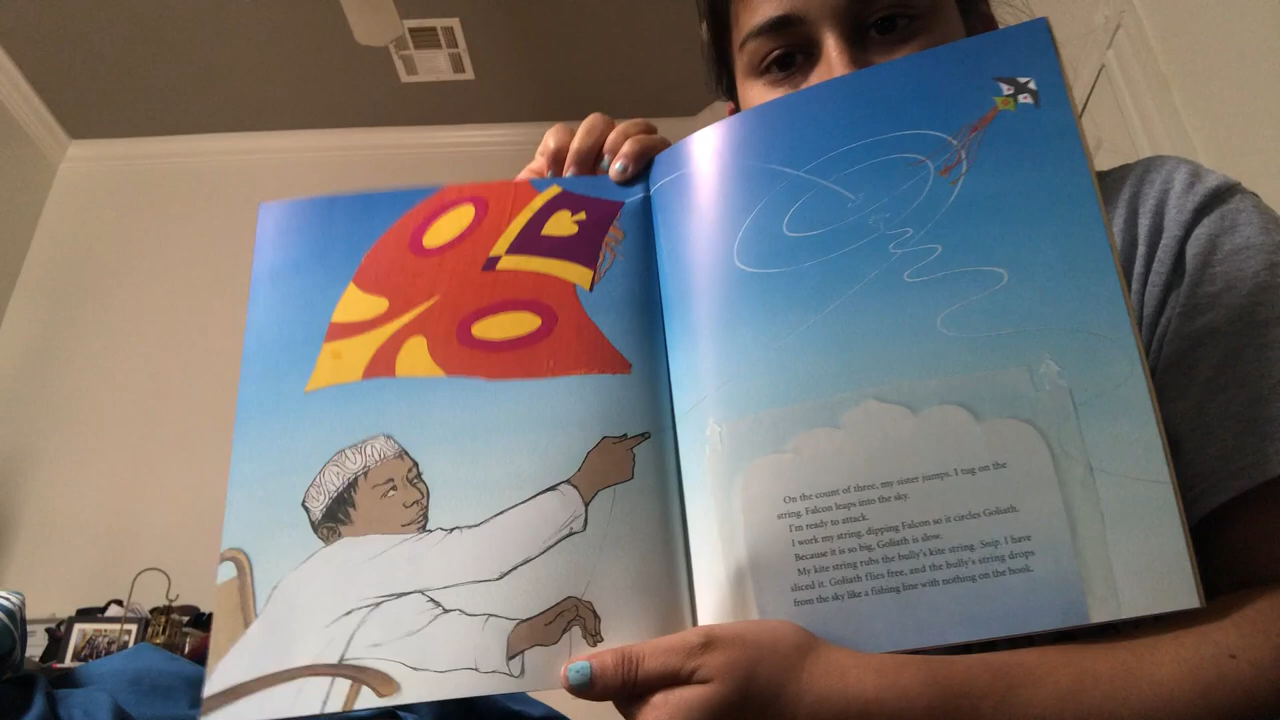 On the count of three, my sister jumps. I tug on the
string. Falcon leaps into the sky.
I'm ready to attack.
I work my string, dipping Falcon so it circles Goliath.
Because it is so big, Goliath is slow.
My kite string rubs the bully's kite string. Snip. I have
sliced it. Goliath flies free, and the bully's string drops
from the sky like a fishing line with nothing on the hook.